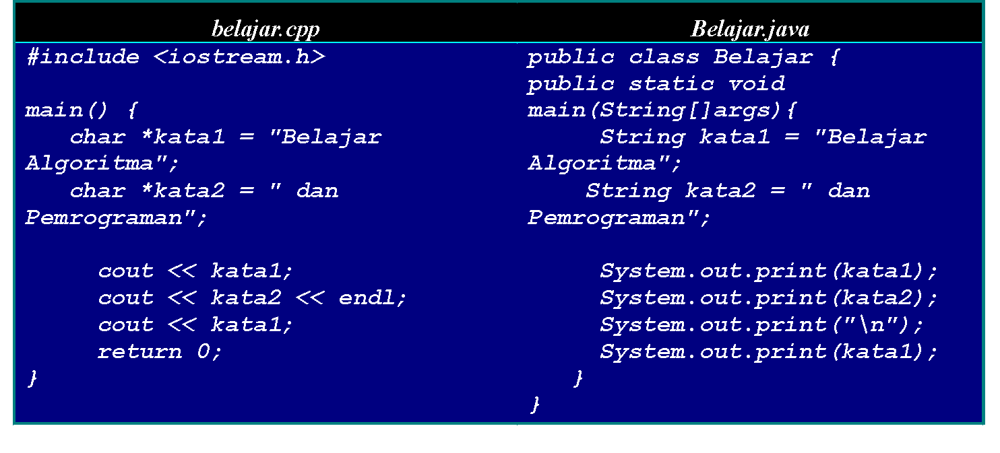 belajar.cpp
#include <iostream.h>
main() {
char *kata1 = "Belajar
Algoritma";
char *kata2 = " dan
Pemrograman";
cout << kata1;
cout << kata2 << endl;
cout << kata1;
return 0;
}
Belajar.java
public class Belajar {
public static void
main(String[]args){
String kata1 = "Belajar
Algoritma";
String kata2 = " dan
Pemrograman";
System.out.print(kata1);
System.out.print(kata2);
System.out.print("\n");
System.out.print(kata1);
}
}